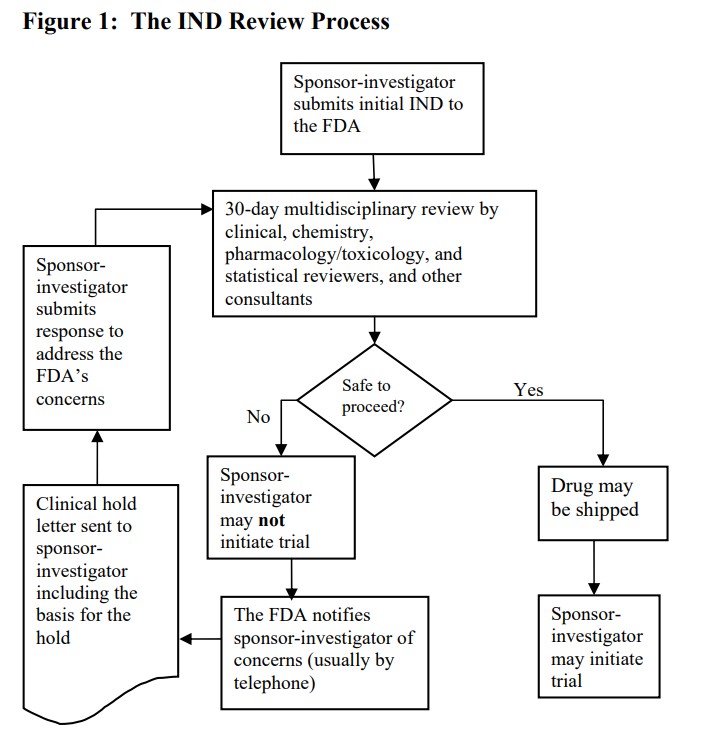 Figure 1:  The IND Review Process
Sponsor-investigator
submits initial IND to
the FDA
30-day multidisciplinary review by
clinical, chemistry,
pharmacology/toxicology, and
statistical reviewers, and other
consultants
Safe to
proceed?
Yes
No
Drug may
be shipped
Sponsor-
investigator
may initiate
trial
Sponsor-
investigator
may not
initiate trial
The FDA notifies
sponsor-investigator of
concerns (usually by
telephone)
Clinical hold
letter sent to
sponsor-
investigator
including the
basis for the
hold
Sponsor-
investigator
submits
response to
address the
FDA’s
concerns